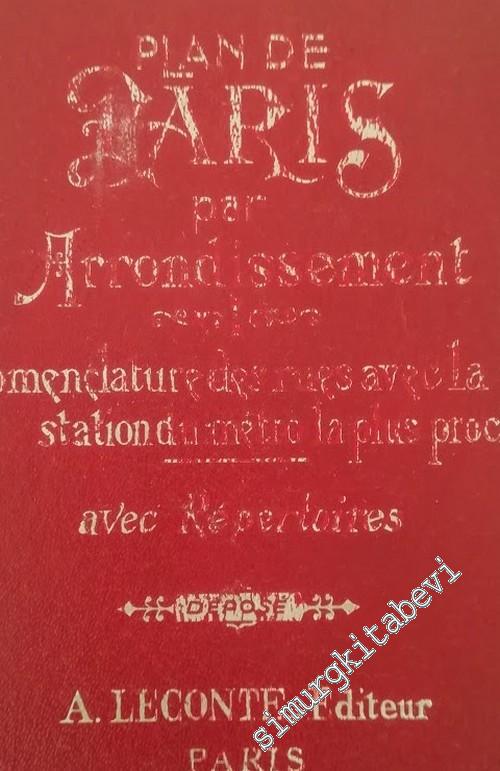 PLAN DE
PARIS
par
Arrondissement
omenclature des rues avec la
station du métro la plus proc
avec Répertoires
DEPOSÉ
A. LECONTE Editeur
PARIS
simurgkitabevi